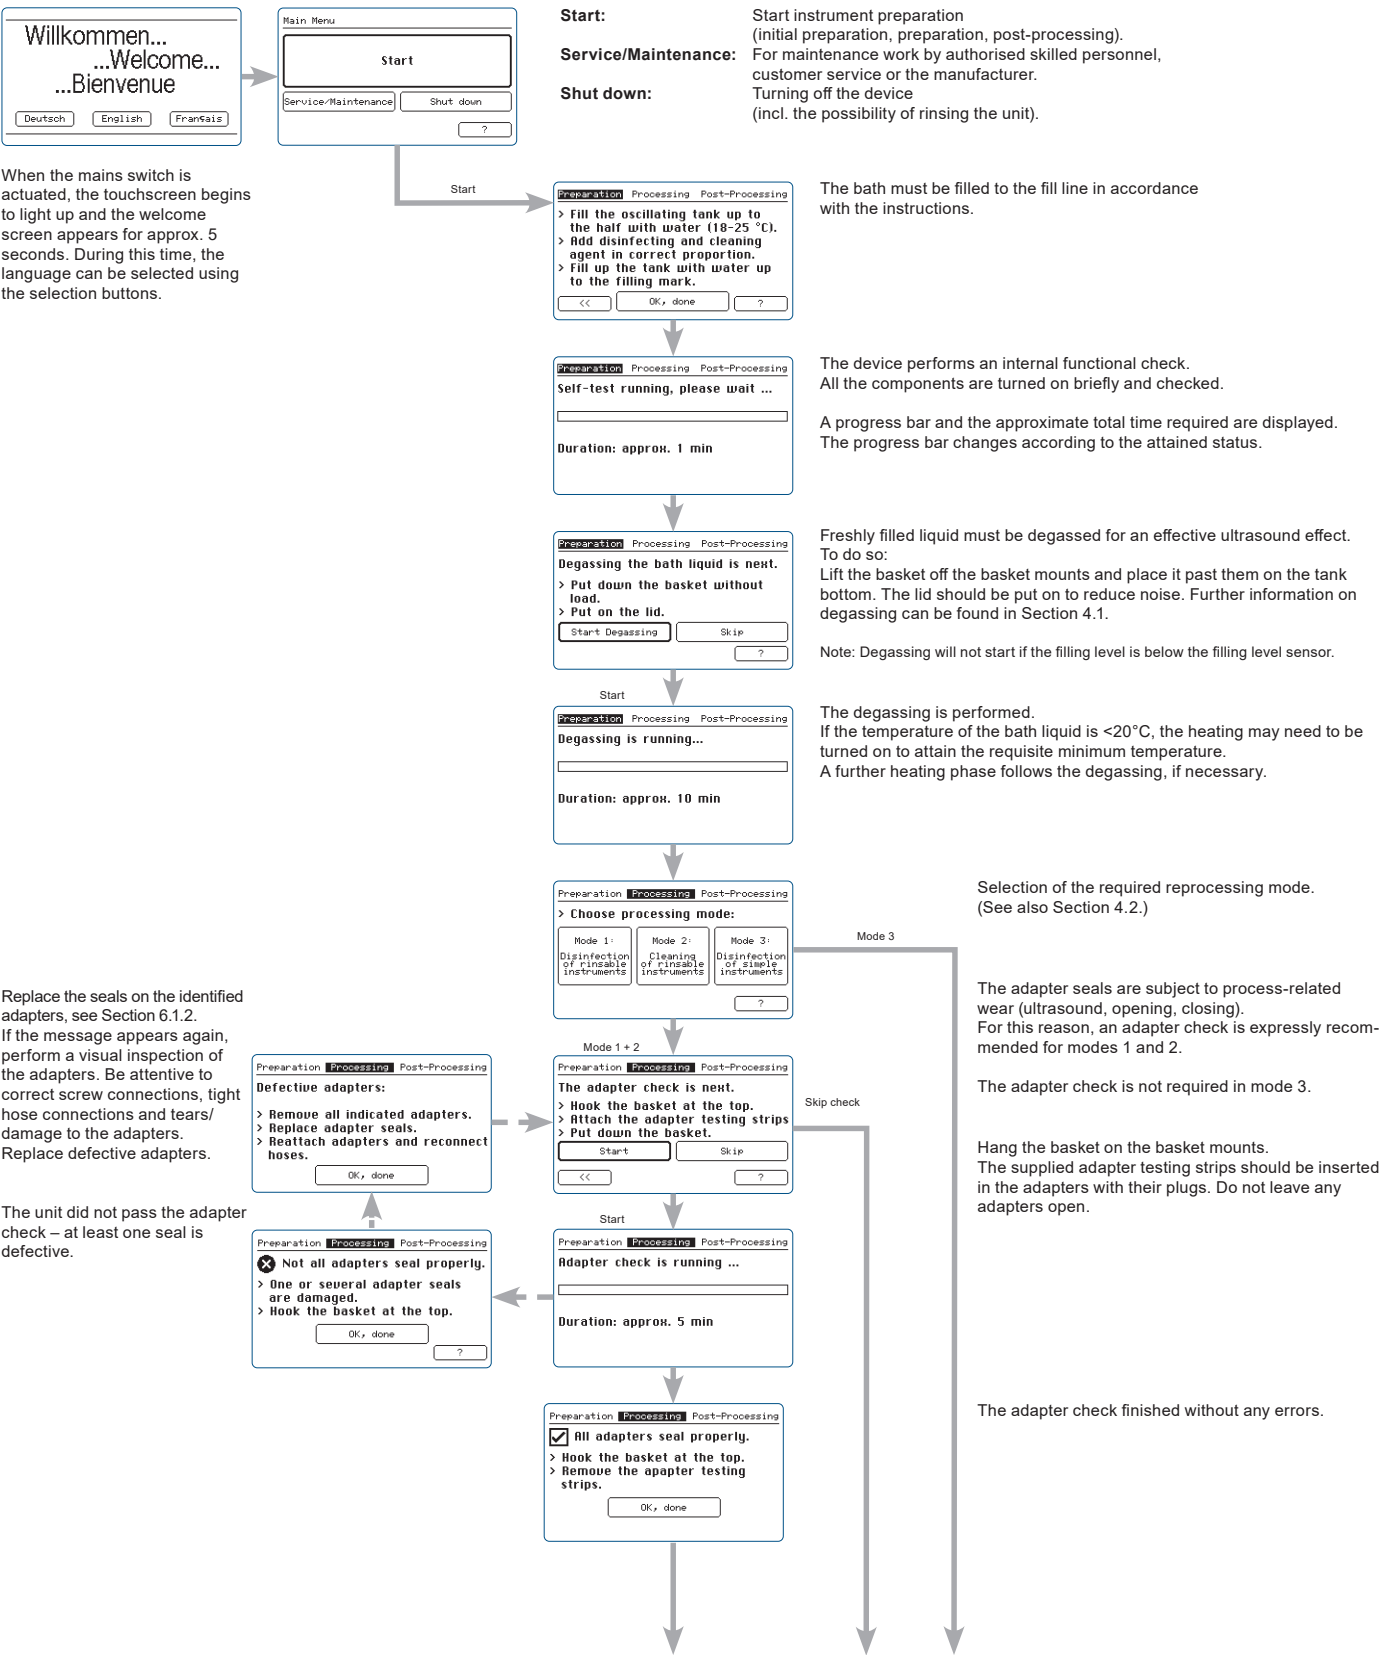 Willkommen...
...Welcome...
...Bienvenue
Deutsch English Français
Main Menu
Start
Service/Maintenance Shut down
?
Start: Start instrument preparation
(initial preparation, preparation, post-processing).
Service/Maintenance: For maintenance work by authorised skilled personnel,
customer service or the manufacturer.
Shut down: Turning off the device
(incl. the possibility of rinsing the unit).
When the mains switch is
actuated, the touchscreen begins
to light up and the welcome
screen appears for approx. 5
seconds. During this time, the
language can be selected using
the selection buttons.
Start
Preparation Processing Post-Processing
> Fill the oscillating tank up to
the half with water (18-25 °C).
> Add disinfecting and cleaning
agent in correct proportion.
> Fill up the tank with water up
to the filling mark.
<< OK, done ?
The bath must be filled to the fill line in accordance
with the instructions.
Preparation Processing Post-Processing
Self-test running, please wait ...
Duration: approx. 1 min
The device performs an internal functional check.
All the components are turned on briefly and checked.
A progress bar and the approximate total time required are displayed.
The progress bar changes according to the attained status.
Preparation Processing Post-Processing
Degassing the bath liquid is next.
> Put down the basket without
load.
> Put on the lid.
Start Degassing Skip
?
Freshly filled liquid must be degassed for an effective ultrasound effect.
To do so:
Lift the basket off the basket mounts and place it past them on the tank
bottom. The lid should be put on to reduce noise. Further information on
degassing can be found in Section 4.1.
Note: Degassing will not start if the filling level is below the filling level sensor.
Start
Preparation Processing Post-Processing
Degassing is running...
Duration: approx. 10 min
The degassing is performed.
If the temperature of the bath liquid is <20°C, the heating may need to be
turned on to attain the requisite minimum temperature.
A further heating phase follows the degassing, if necessary.
Preparation Processing Post-Processing
> Choose processing mode:
Mode 1: Mode 2: Mode 3:
Disinfection Cleaning Disinfection
of rinsable of rinsable of simple
instruments instruments instruments
?
Mode 3
Selection of the required reprocessing mode.
(See also Section 4.2.)
The adapter seals are subject to process-related
wear (ultrasound, opening, closing).
For this reason, an adapter check is expressly recom-
mended for modes 1 and 2.
The adapter check is not required in mode 3.
Replace the seals on the identified
adapters, see Section 6.1.2.
If the message appears again,
perform a visual inspection of
the adapters. Be attentive to
correct screw connections, tight
hose connections and tears/
damage to the adapters.
Replace defective adapters.
Preparation Processing Post-Processing
Defective adapters:
> Remove all indicated adapters.
> Replace adapter seals.
> Reattach adapters and reconnect
hoses.
OK, done
Mode 1 + 2
Preparation Processing Post-Processing
The adapter check is next.
> Hook the basket at the top.
> Attach the adapter testing strips
> Put down the basket.
Start Skip
<< ?
Skip check
Hang the basket on the basket mounts.
The supplied adapter testing strips should be inserted
in the adapters with their plugs. Do not leave any
adapters open.
The unit did not pass the adapter
check – at least one seal is
defective.
Preparation Processing Post-Processing
Not all adapters seal properly.
> One or several adapter seals
are damaged.
> Hook the basket at the top.
OK, done
?
Start
Preparation Processing Post-Processing
Adapter check is running ...
Duration: approx. 5 min
Preparation Processing Post-Processing
All adapters seal properly.
> Hook the basket at the top.
> Remove the apapter testing
strips.
OK, done
The adapter check finished without any errors.